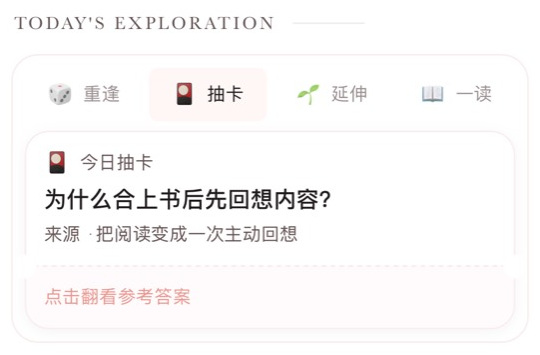 TODAY'S EXPLORATION
重逢 抽卡 延伸 一读
今日抽卡
为什么合上书后先回想内容?
来源 · 把阅读变成一次主动回想
点击翻看参考答案